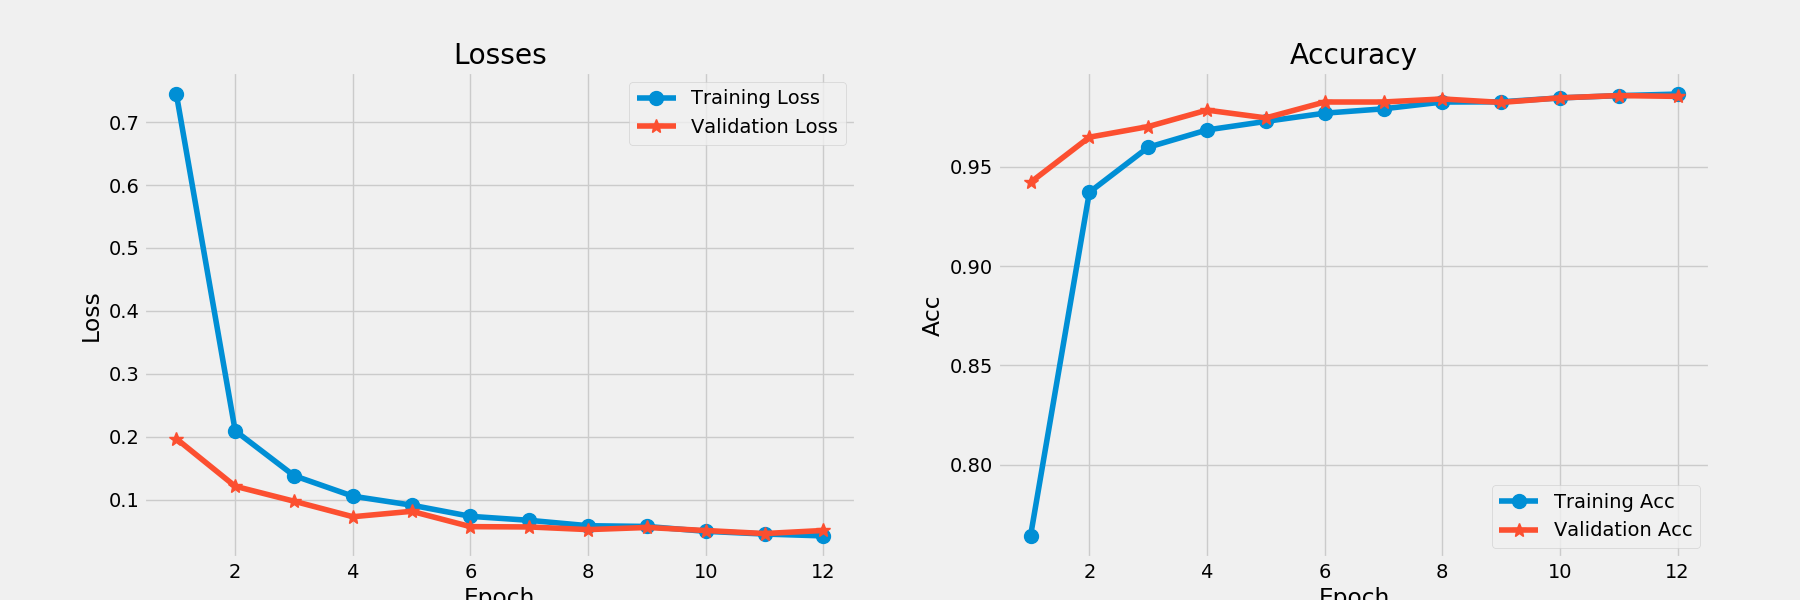 Losses
Training Loss
Validation Loss
0.7
0.6
0.5
0.4
0.3
0.2
0.1
Loss
2 4 6 8 10 12
Epoch
Accuracy
0.95
0.90
0.85
0.80
Acc
Training Acc
Validation Acc
2 4 6 8 10 12
Epoch